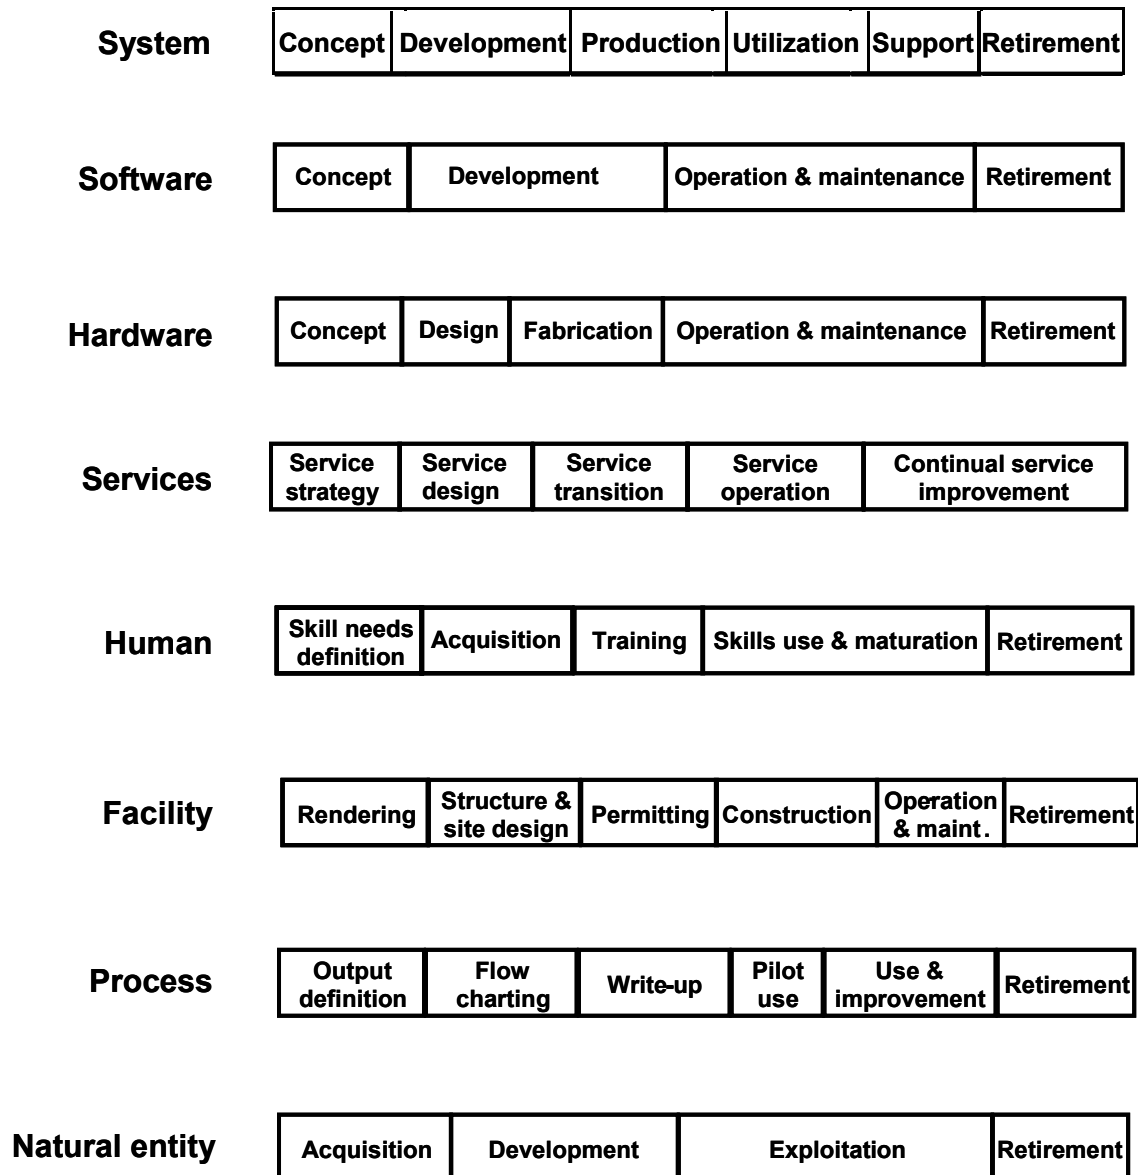 System Concept Development Production Utilization Support Retirement
Software Concept Development Operation & maintenance Retirement
Hardware Concept Design Fabrication Operation & maintenance Retirement
Services
Service strategy
Service design
Service transition
Service operation
Continual service improvement
Human
Skill needs definition
Acquisition Training Skills use & maturation Retirement
Facility
Rendering
Structure & site design
Permitting Construction
Operation & maint.
Retirement
Process
Output definition
Flow charting
Write-up
Pilot use
Use & improvement
Retirement
Natural entity Acquisition Development Exploitation Retirement